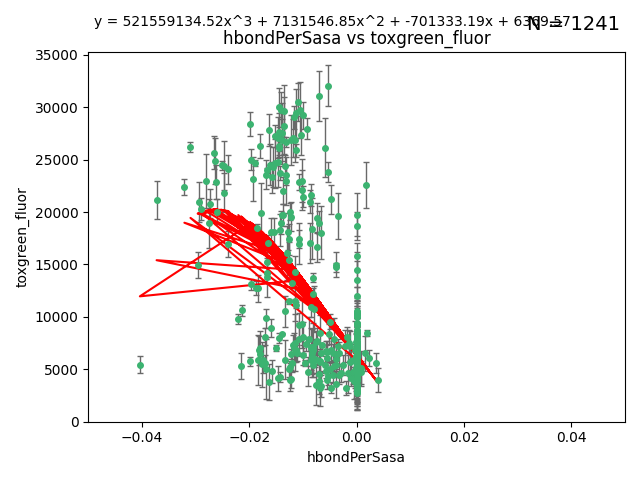 y = 521559134.52x^3 + 7131546.85x^2 + -701333.19x + 6369.57
N = 1241
hbondPerSasa vs toxgreen_fluor
toxgreen_fluor
35000
30000
25000
20000
15000
10000
5000
0
−0.04
−0.02
0.00
0.02
0.04
hbondPerSasa